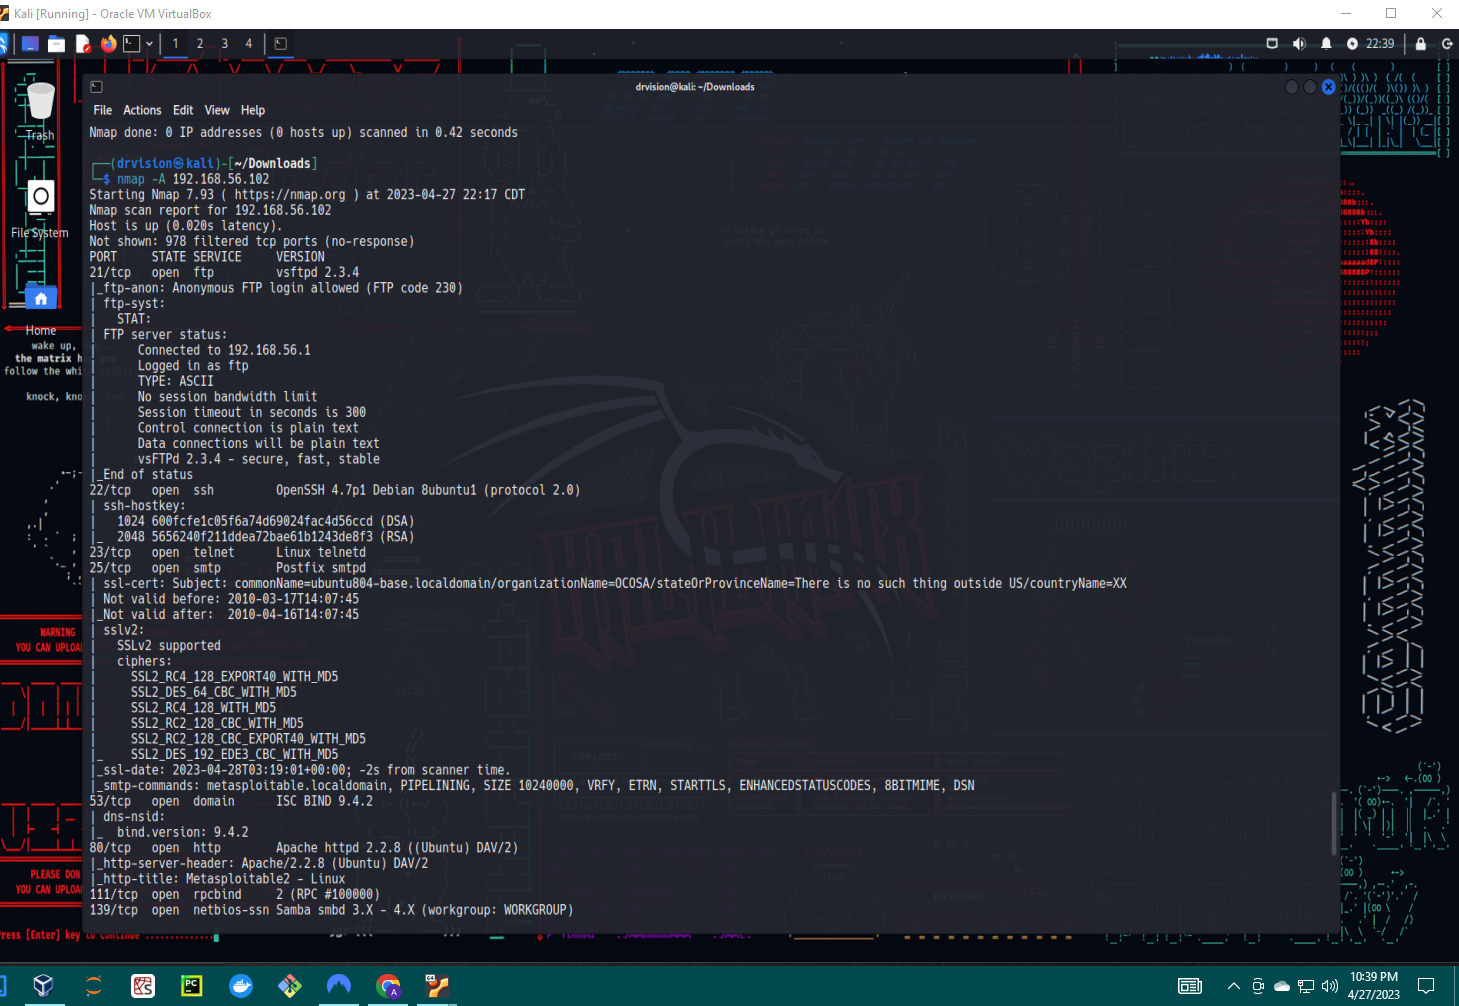 Kali [Running] - Oracle VM VirtualBox
1 2 3 4 22:39
drvision@kali: ~/Downloads
File Actions Edit View Help
Nmap done: 0 IP addresses (0 hosts up) scanned in 0.42 seconds
┌──(drvision㉿kali)-[~/Downloads]
└─$ nmap -A 192.168.56.102
Starting Nmap 7.93 ( https://nmap.org ) at 2023-04-27 22:17 CDT
Nmap scan report for 192.168.56.102
Host is up (0.020s latency).
Not shown: 978 filtered tcp ports (no-response)
PORT     STATE SERVICE     VERSION
21/tcp   open  ftp         vsftpd 2.3.4
|_ftp-anon: Anonymous FTP login allowed (FTP code 230)
| ftp-syst:
|   STAT:
| FTP server status:
|      Connected to 192.168.56.1
|      Logged in as ftp
|      TYPE: ASCII
|      No session bandwidth limit
|      Session timeout in seconds is 300
|      Control connection is plain text
|      Data connections will be plain text
|      vsFTPd 2.3.4 - secure, fast, stable
|_End of status
22/tcp   open  ssh         OpenSSH 4.7p1 Debian 8ubuntu1 (protocol 2.0)
| ssh-hostkey:
|   1024 600fcfe1c05f6a74d69024fac4d56ccd (DSA)
|_  2048 5656240f211ddea72bae61b1243de8f3 (RSA)
23/tcp   open  telnet      Linux telnetd
25/tcp   open  smtp        Postfix smtpd
| ssl-cert: Subject: commonName=ubuntu804-base.localdomain/organizationName=OCOSA/stateOrProvinceName=There is no such thing outside US/countryName=XX
| Not valid before: 2010-03-17T14:07:45
|_Not valid after:  2010-04-16T14:07:45
| sslv2:
|   SSLv2 supported
|   ciphers:
|     SSL2_RC4_128_EXPORT40_WITH_MD5
|     SSL2_DES_64_CBC_WITH_MD5
|     SSL2_RC4_128_WITH_MD5
|     SSL2_RC2_128_CBC_WITH_MD5
|     SSL2_RC2_128_CBC_EXPORT40_WITH_MD5
|_    SSL2_DES_192_EDE3_CBC_WITH_MD5
|_ssl-date: 2023-04-28T03:19:01+00:00; -2s from scanner time.
|_smtp-commands: metasploitable.localdomain, PIPELINING, SIZE 10240000, VRFY, ETRN, STARTTLS, ENHANCEDSTATUSCODES, 8BITMIME, DSN
53/tcp   open  domain      ISC BIND 9.4.2
| dns-nsid:
|_  bind.version: 9.4.2
80/tcp   open  http        Apache httpd 2.2.8 ((Ubuntu) DAV/2)
|_http-server-header: Apache/2.2.8 (Ubuntu) DAV/2
|_http-title: Metasploitable2 - Linux
111/tcp  open  rpcbind     2 (RPC #100000)
139/tcp  open  netbios-ssn Samba smbd 3.X - 4.X (workgroup: WORKGROUP)
Trash
File System
Home
wake up,
the matrix
follow the
knock,
WARNING
YOU CAN
PLEASE
YOU CAN
[Enter] key to continue
KALI LINUX
RECON
PAYLOAD
PC
10:39 PM
4/27/2023